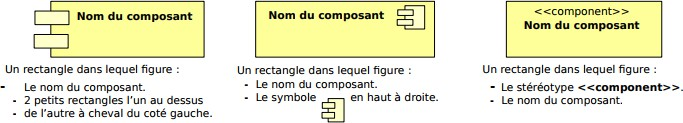 Nom du composant
Un rectangle dans lequel figure :
- Le nom du composant.
- 2 petits rectangles l’un au dessus
- de l’autre à cheval du coté gauche.
Nom du composant
Un rectangle dans lequel figure :
- Le nom du composant.
- Le symbole en haut à droite.
<<component>>
Nom du composant
Un rectangle dans lequel figure :
- Le stéréotype <<component>>.
- Le nom du composant.